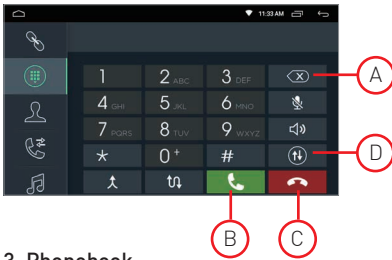 11:33 AM
1 2 ABC 3 DEF
A
4 GHI 5 JKL 6 MNO
7 PQRS 8 TUV 9 WXYZ
* 0 + #
D
B C
3. Phonebook